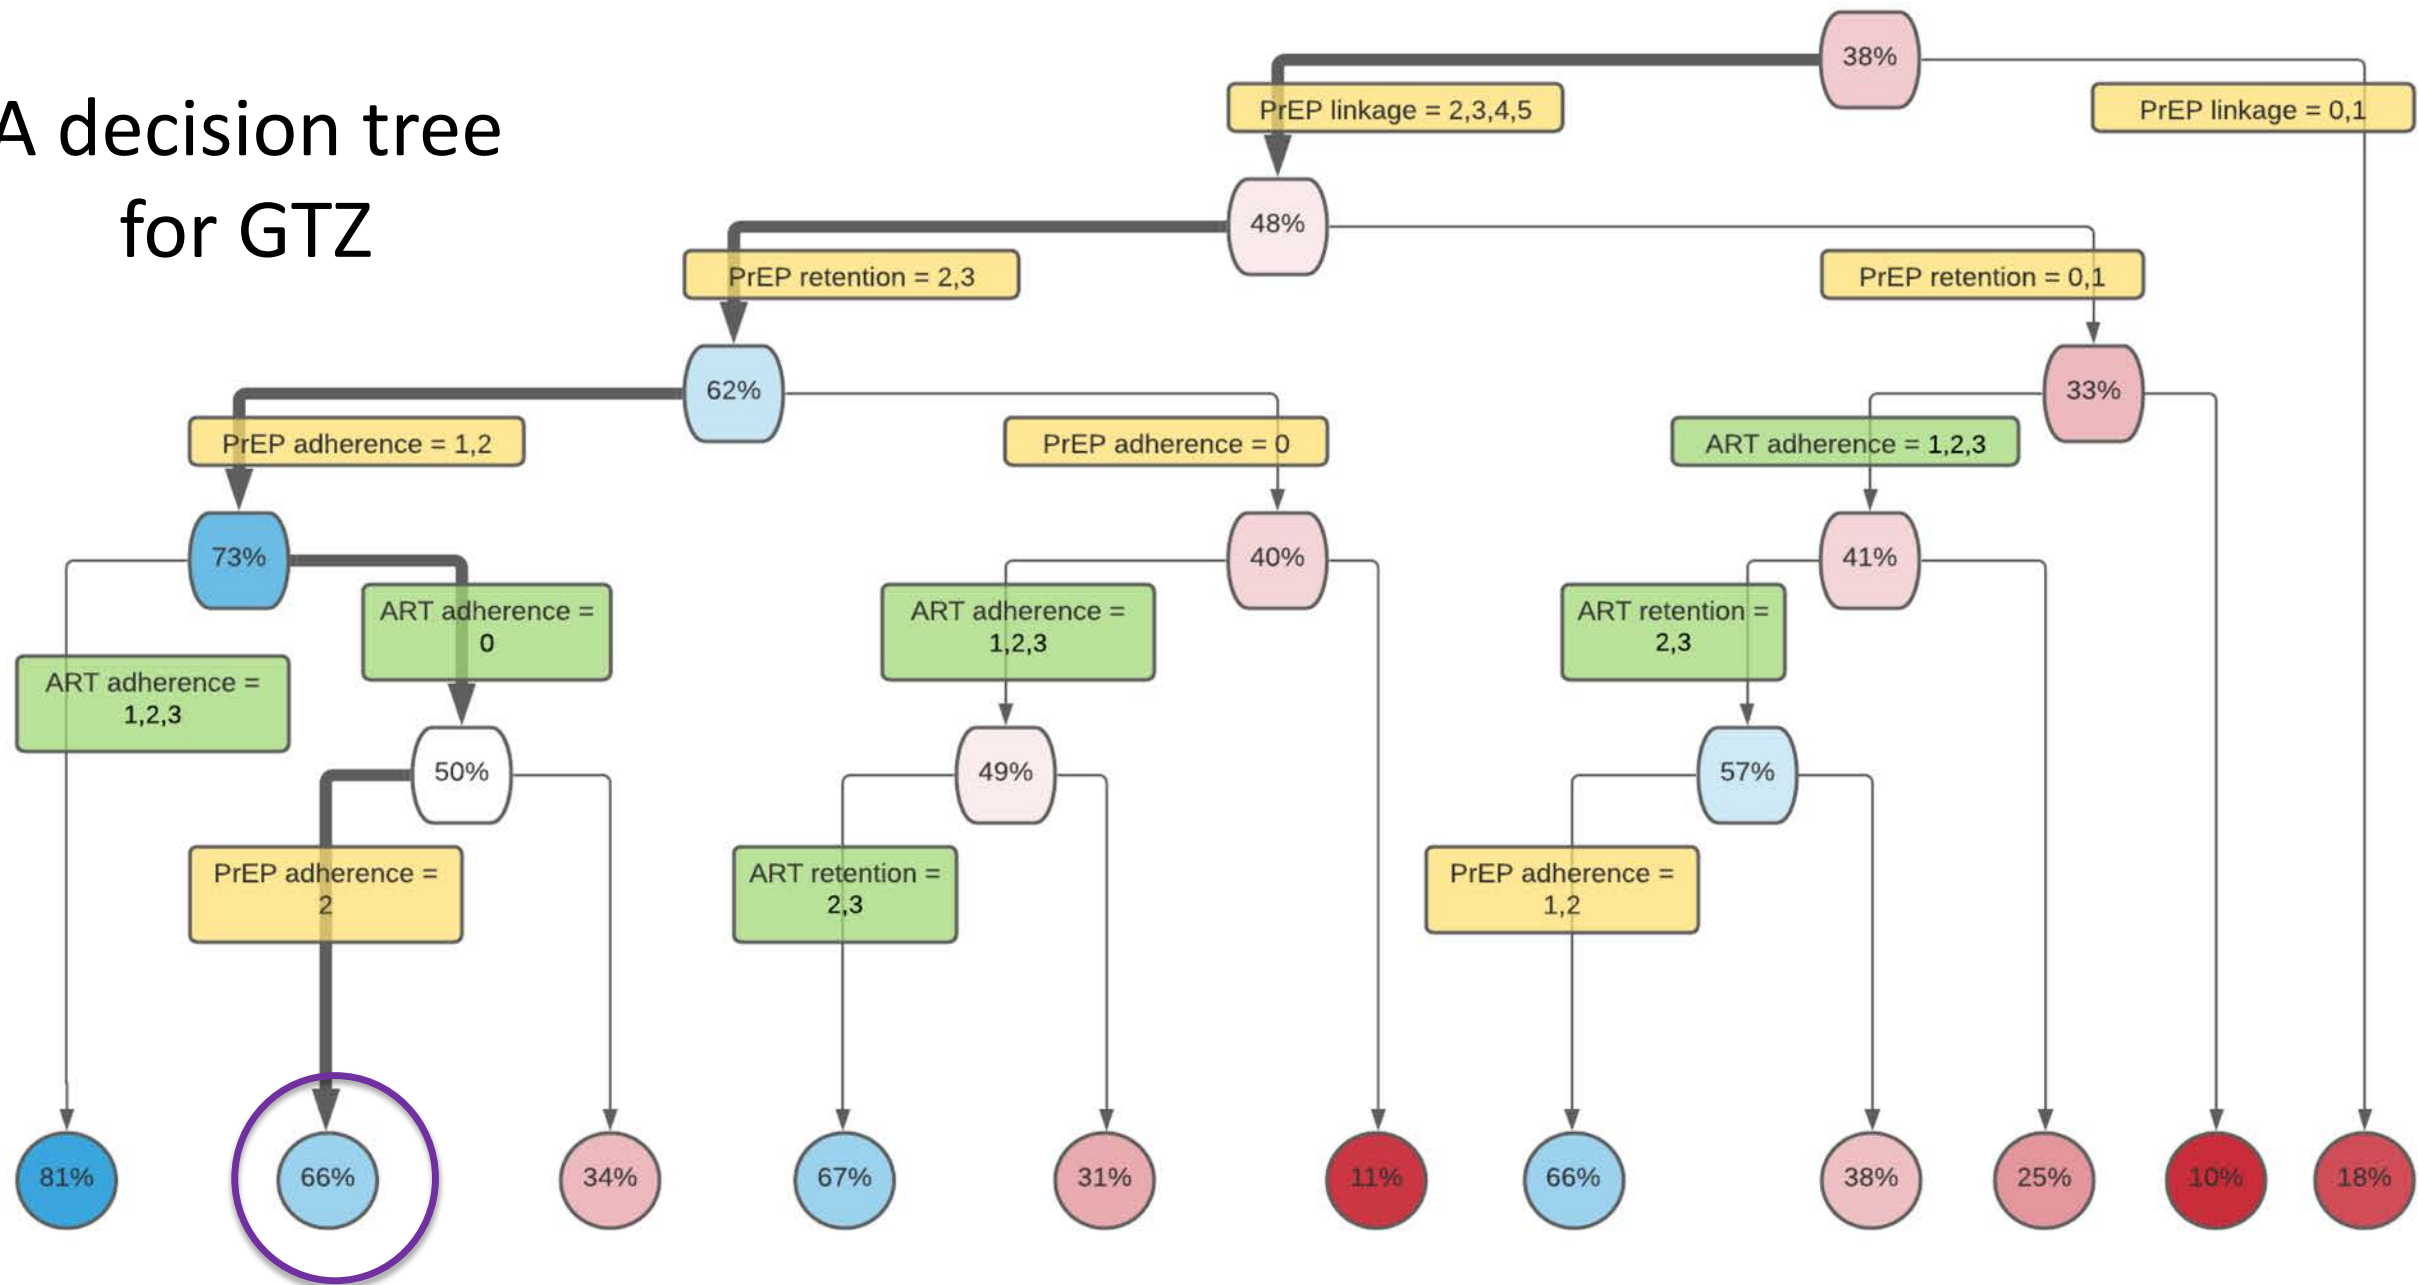 A decision tree
for GTZ
38%
PrEP linkage = 2,3,4,5
PrEP linkage = 0,1
48%
PrEP retention = 2,3
PrEP retention = 0,1
62%
33%
PrEP adherence = 1,2
PrEP adherence = 0
ART adherence = 1,2,3
73%
40%
41%
ART adherence =
1,2,3
ART adherence =
0
ART adherence =
1,2,3
ART retention =
2,3
50%
49%
57%
PrEP adherence =
2
ART retention =
2,3
PrEP adherence =
1,2
81%
66%
34%
67%
31%
11%
66%
38%
25%
10%
18%